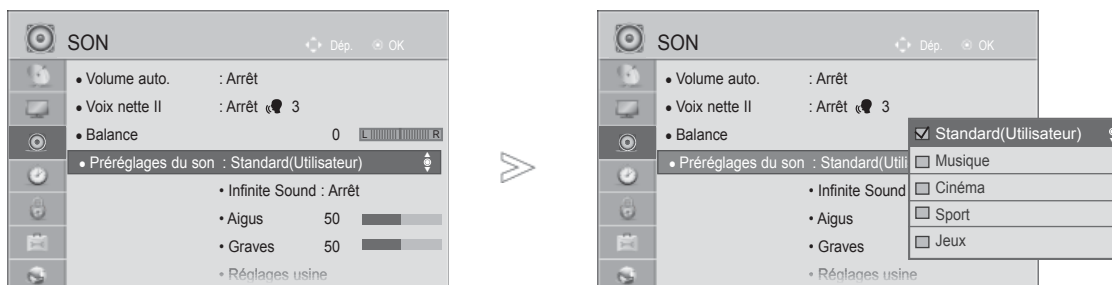 SON Dép. OK
• Volume auto. : Arrêt
• Voix nette II : Arrêt 3
• Balance 0 L R
• Préréglages du son : Standard(Utilisateur)
• Infinite Sound : Arrêt
• Aigus 50
• Graves 50
• Réglages usine
SON Dép. OK
• Volume auto. : Arrêt
• Voix nette II : Arrêt 3
• Balance
• Préréglages du son : Standard(Utili
• Infinite Sound
• Aigus
• Graves
• Réglages usine
Standard(Utilisateur)
Musique
Cinéma
Sport
Jeux